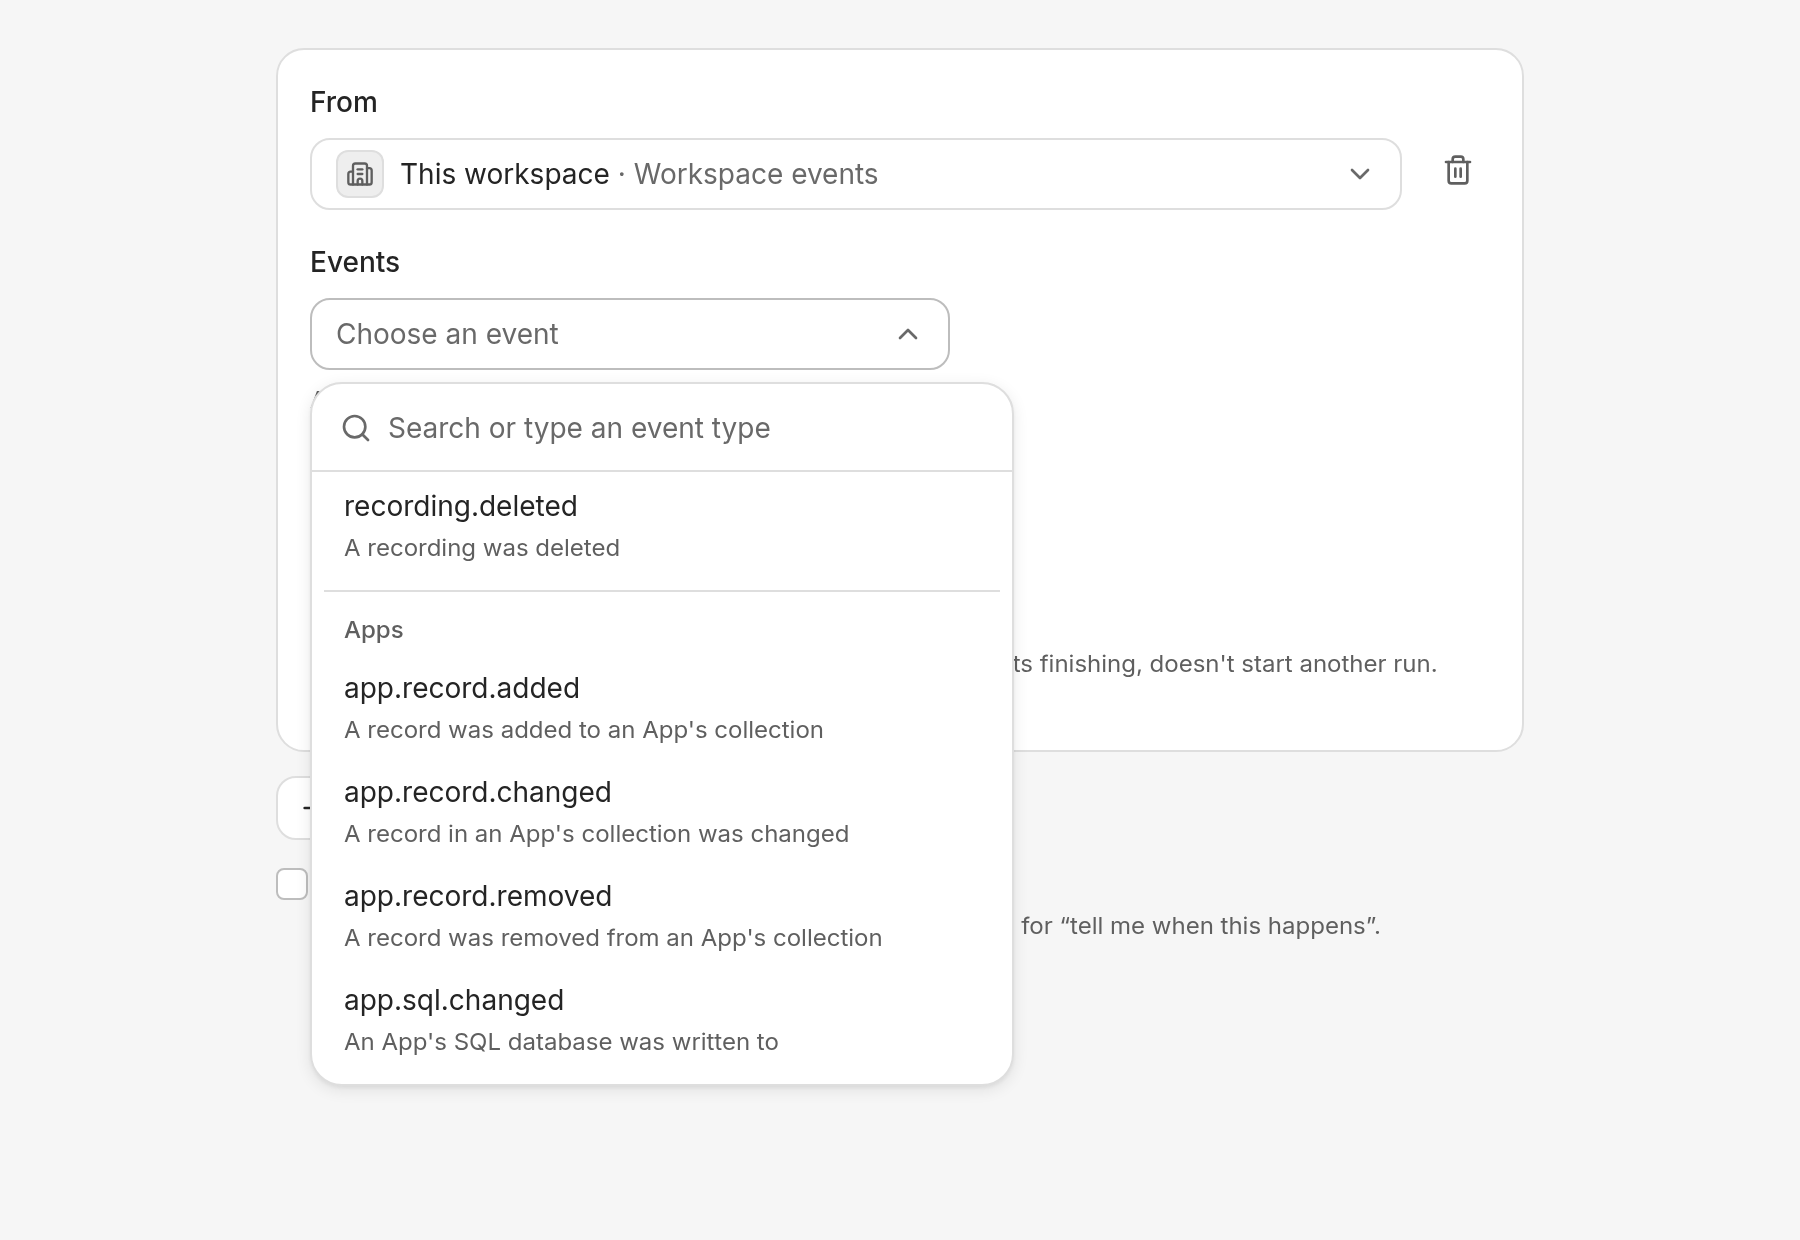 From
This workspace · Workspace events
Events
Choose an event
Search or type an event type
recording.deleted
A recording was deleted
Apps
app.record.added
ts finishing, doesn't start another run.
A record was added to an App's collection
app.record.changed
A record in an App's collection was changed
app.record.removed
for “tell me when this happens”.
A record was removed from an App's collection
app.sql.changed
An App's SQL database was written to